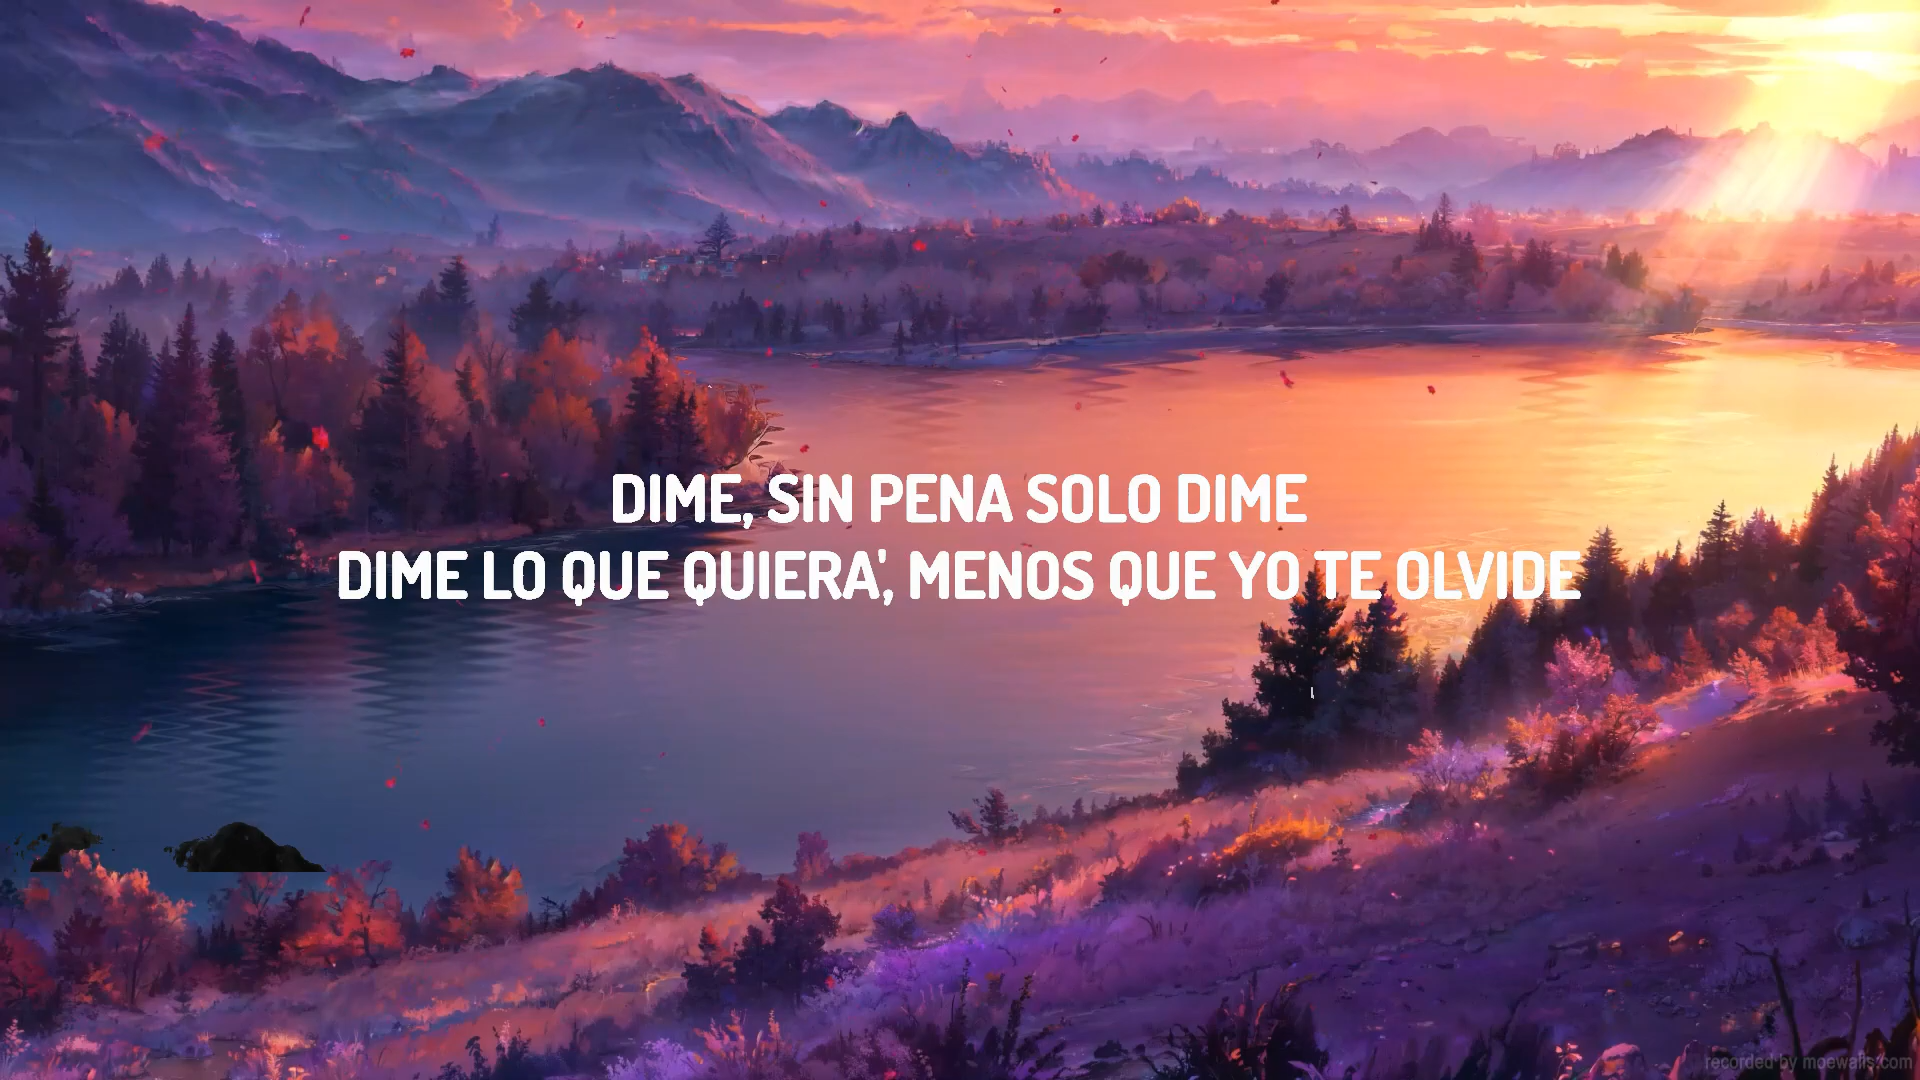 DIME, SIN PENA SOLO DIME
DIME LO QUE QUIERA', MENOS QUE YO TE OLVIDE
recorded by moewalls.com